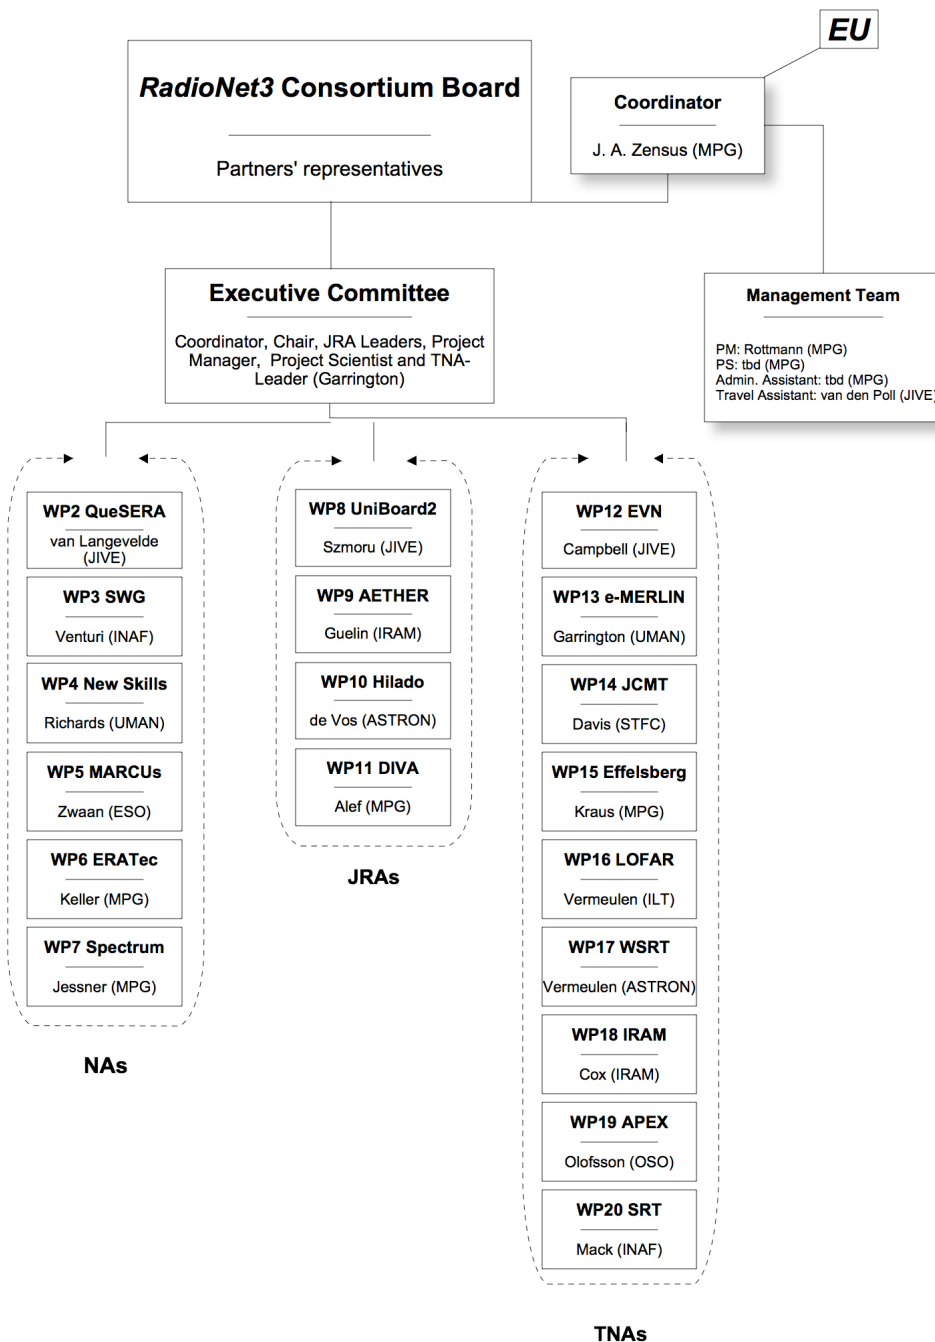 EU
RadioNet3 Consortium Board
Partners' representatives
Coordinator
J. A. Zensus (MPG)
Executive Committee
Coordinator, Chair, JRA Leaders, Project
Manager, Project Scientist and TNA-
Leader (Garrington)
Management Team
PM: Rottmann (MPG)
PS: tbd (MPG)
Admin. Assistant: tbd (MPG)
Travel Assistant: van den Poll (JIVE)
WP2 QueSERA
van Langevelde
(JIVE)
WP3 SWG
Venturi (INAF)
WP4 New Skills
Richards (UMAN)
WP5 MARCUs
Zwaan (ESO)
WP6 ERATec
Keller (MPG)
WP7 Spectrum
Jessner (MPG)
NAs
WP8 UniBoard2
Szmoru (JIVE)
WP9 AETHER
Guelin (IRAM)
WP10 Hilado
de Vos (ASTRON)
WP11 DIVA
Alef (MPG)
JRAs
WP12 EVN
Campbell (JIVE)
WP13 e-MERLIN
Garrington (UMAN)
WP14 JCMT
Davis (STFC)
WP15 Effelsberg
Kraus (MPG)
WP16 LOFAR
Vermeulen (ILT)
WP17 WSRT
Vermeulen (ASTRON)
WP18 IRAM
Cox (IRAM)
WP19 APEX
Olofsson (OSO)
WP20 SRT
Mack (INAF)
TNAs